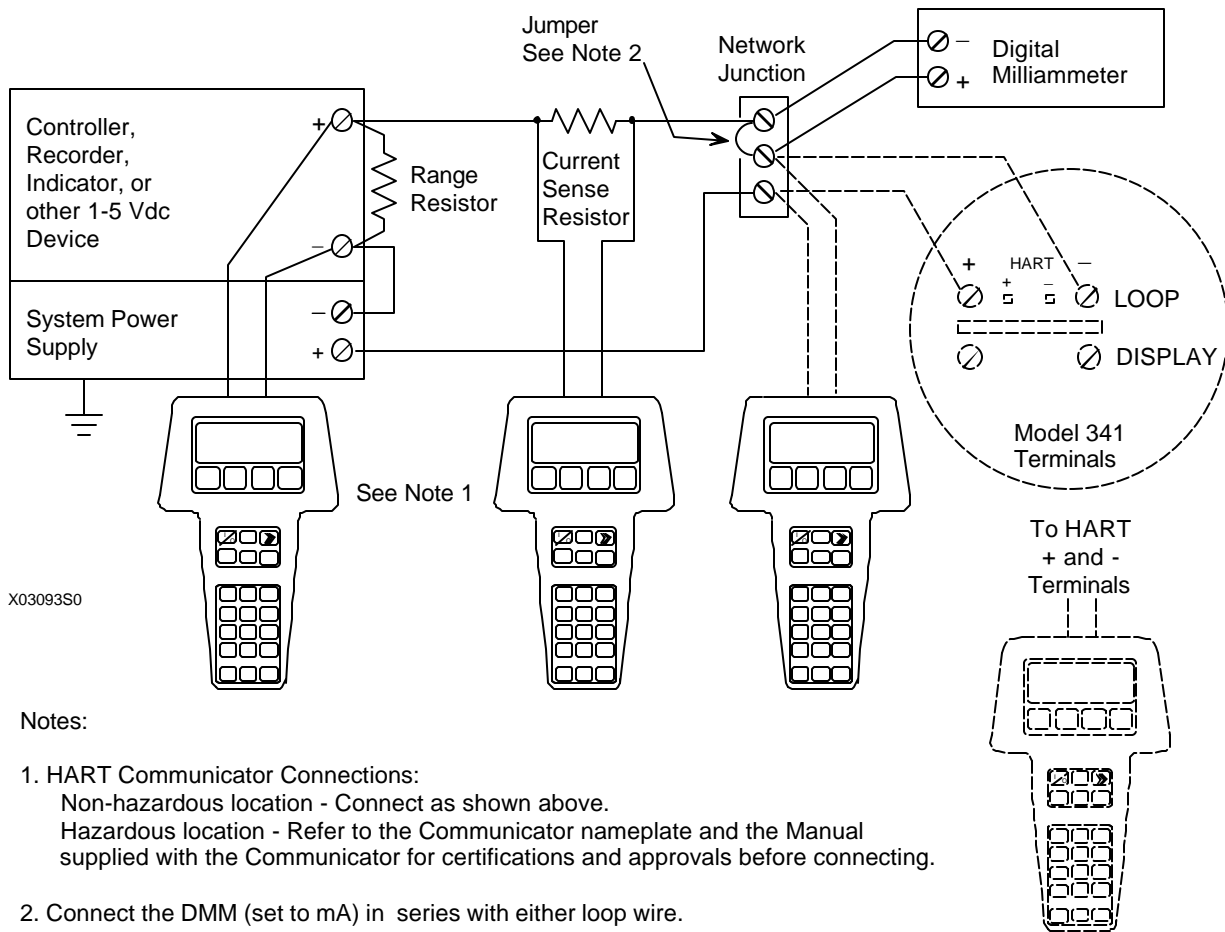 Jumper
See Note 2
Network
Junction
−
+
Digital
Milliammeter
Controller,
Recorder,
Indicator, or
other 1-5 Vdc
Device
+
−
Range
Resistor
Current
Sense
Resistor
System Power
Supply
−
+
+ HART −
+ −
LOOP
DISPLAY
Model 341
Terminals
See Note 1
To HART
+ and -
Terminals
X03093S0
Notes:
1. HART Communicator Connections:
Non-hazardous location - Connect as shown above.
Hazardous location - Refer to the Communicator nameplate and the Manual
supplied with the Communicator for certifications and approvals before connecting.
2. Connect the DMM (set to mA) in series with either loop wire.